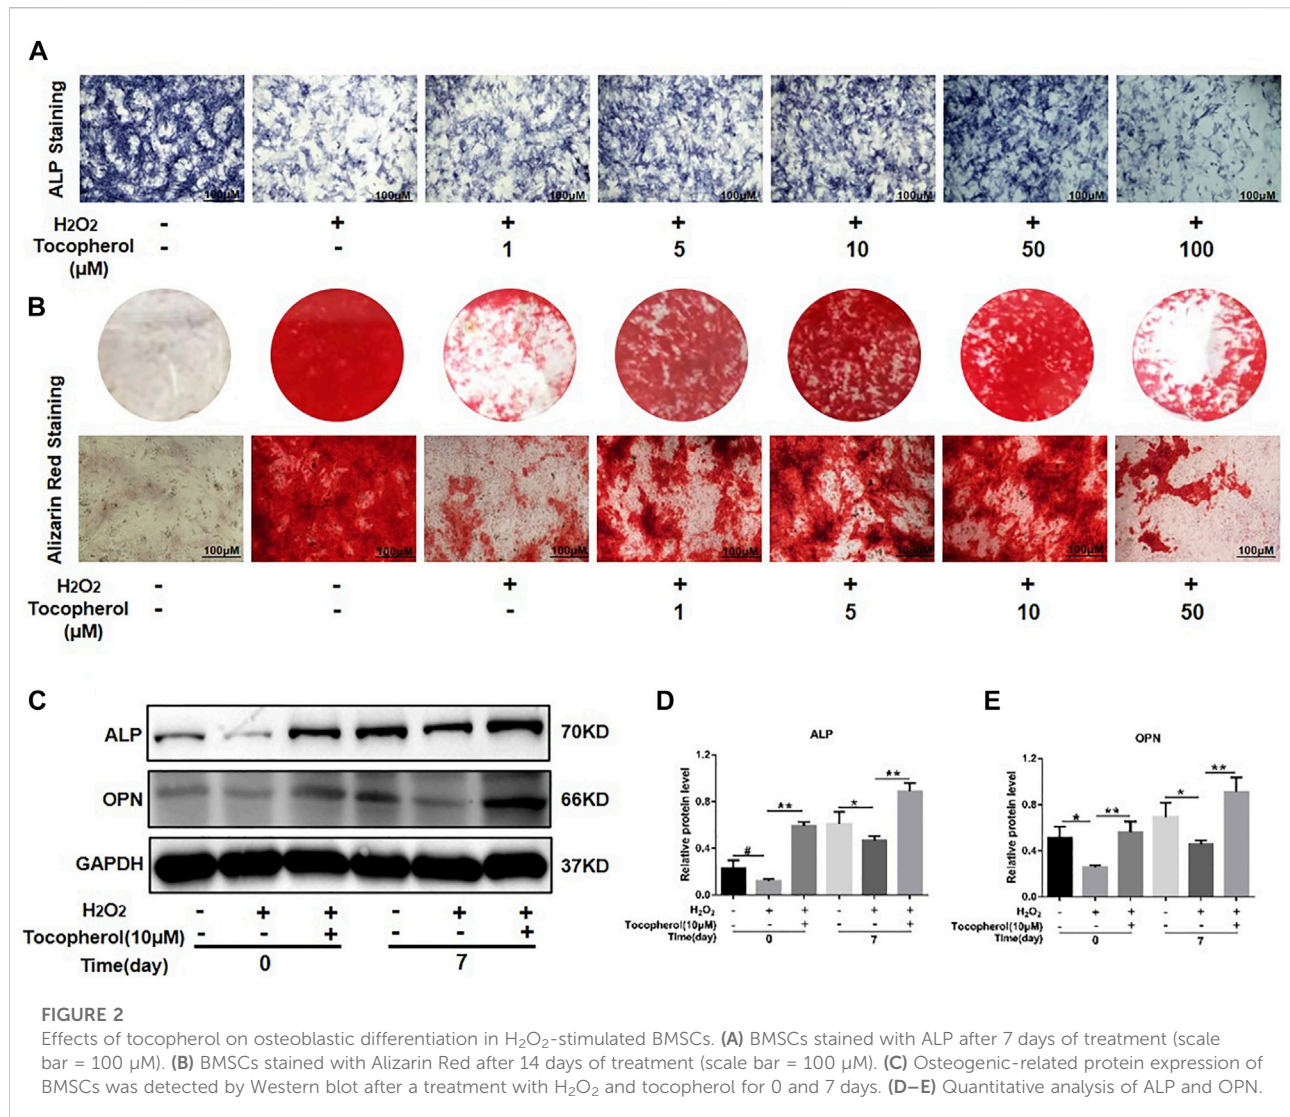 A
ALP Staining
100μM 100μM 100μM 100μM 100μM 100μM 100μM
H2O2 - + + + + + +
Tocopherol - - 1 5 10 50 100
(μM)
B
Alizarin Red Staining
100μM 100μM 100μM 100μM 100μM 100μM 100μM
H2O2 - - + + + + +
Tocopherol - - - 1 5 10 50
(μM)
C
ALP 70KD
OPN 66KD
GAPDH 37KD
H2O2 - + + - + +
Tocopherol(10μM) - - + - - +
Time(day) 0 7
D
ALP
Relative protein level
1.2
0.8
0.4
0.0
# ** * **
H2O2 - + + - + +
Tocopherol(10μM) - - + - - +
Time(day) 0 7
E
OPN
Relative protein level
1.2
0.8
0.4
0.0
* ** * **
H2O2 - + + - + +
Tocopherol(10μM) - - + - - +
Time(day) 0 7
FIGURE 2
Effects of tocopherol on osteoblastic differentiation in H2O2-stimulated BMSCs. (A) BMSCs stained with ALP after 7 days of treatment (scale
bar = 100 μM). (B) BMSCs stained with Alizarin Red after 14 days of treatment (scale bar = 100 μM). (C) Osteogenic-related protein expression of
BMSCs was detected by Western blot after a treatment with H2O2 and tocopherol for 0 and 7 days. (D–E) Quantitative analysis of ALP and OPN.